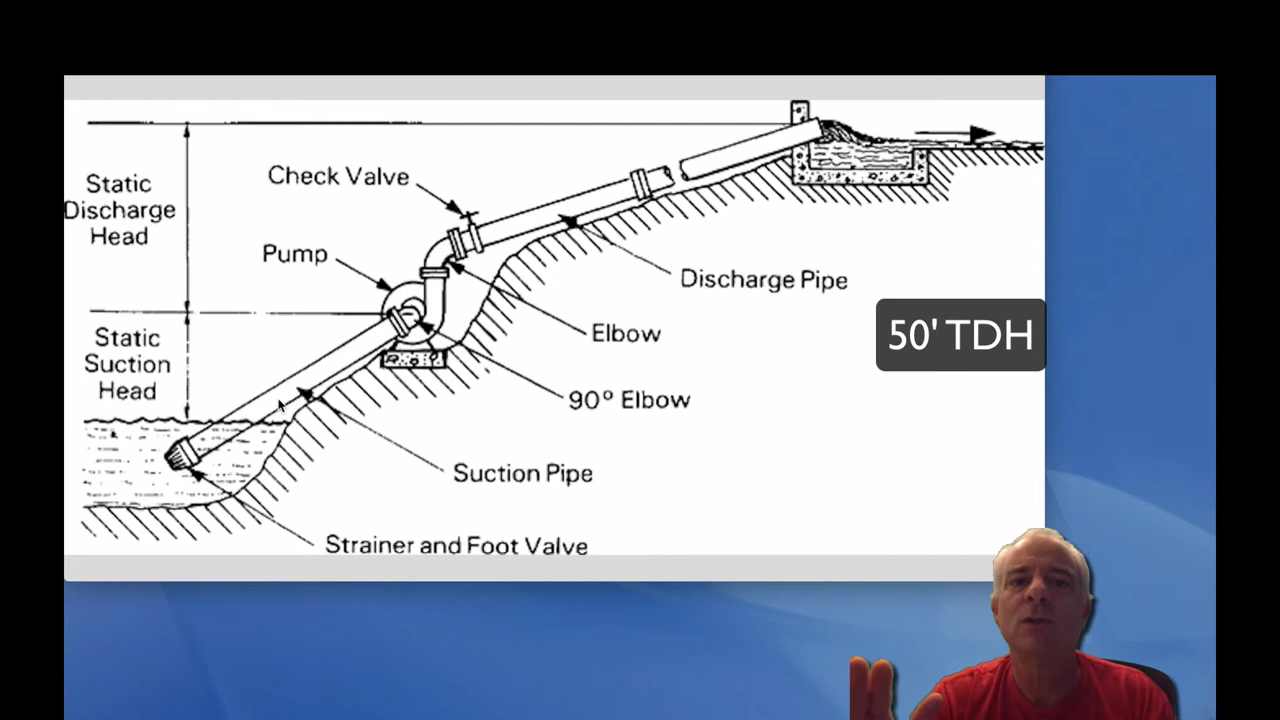 Static
Discharge
Head
Check Valve
Pump
Discharge Pipe
Static
Suction
Head
Elbow
50' TDH
90° Elbow
Suction Pipe
Strainer and Foot Valve